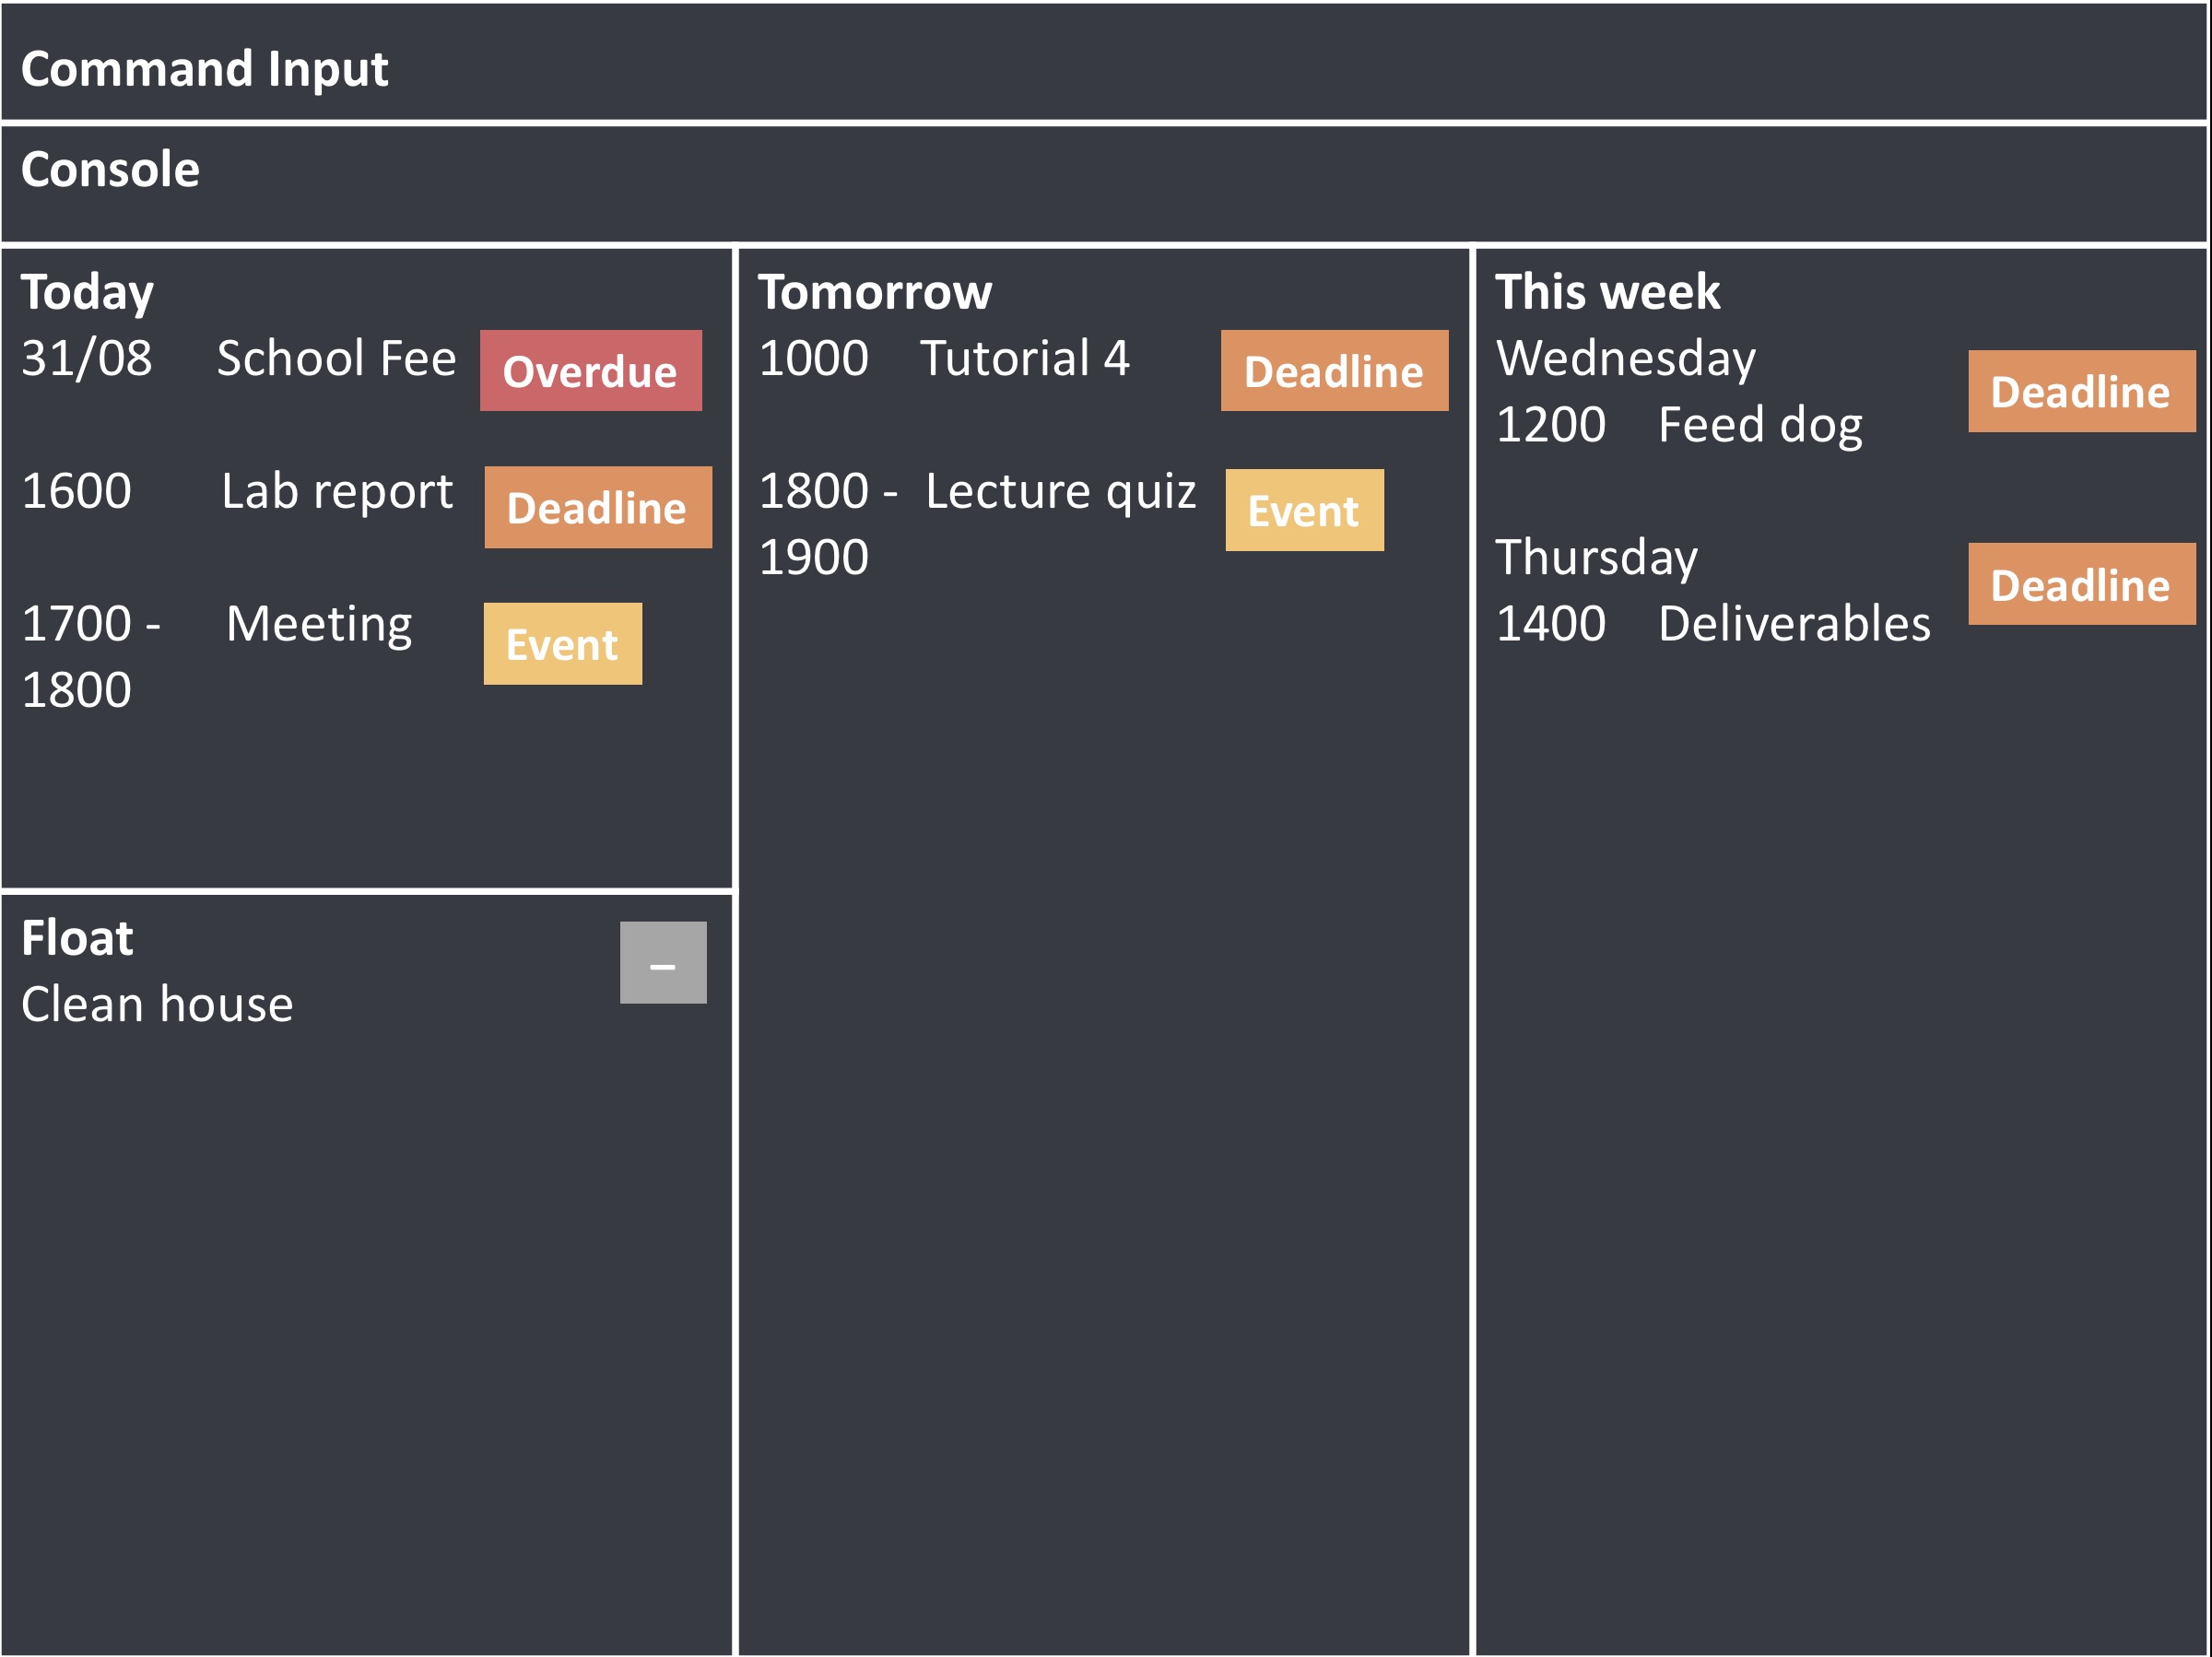 Command Input
Console
Today
31/08 School Fee Overdue
1600 Lab report Deadline
1700 - Meeting Event
1800
Float –
Clean house
Tomorrow
1000 Tutorial 4 Deadline
1800 - Lecture quiz Event
1900
This week
Wednesday
1200 Feed dog Deadline
Thursday
1400 Deliverables Deadline